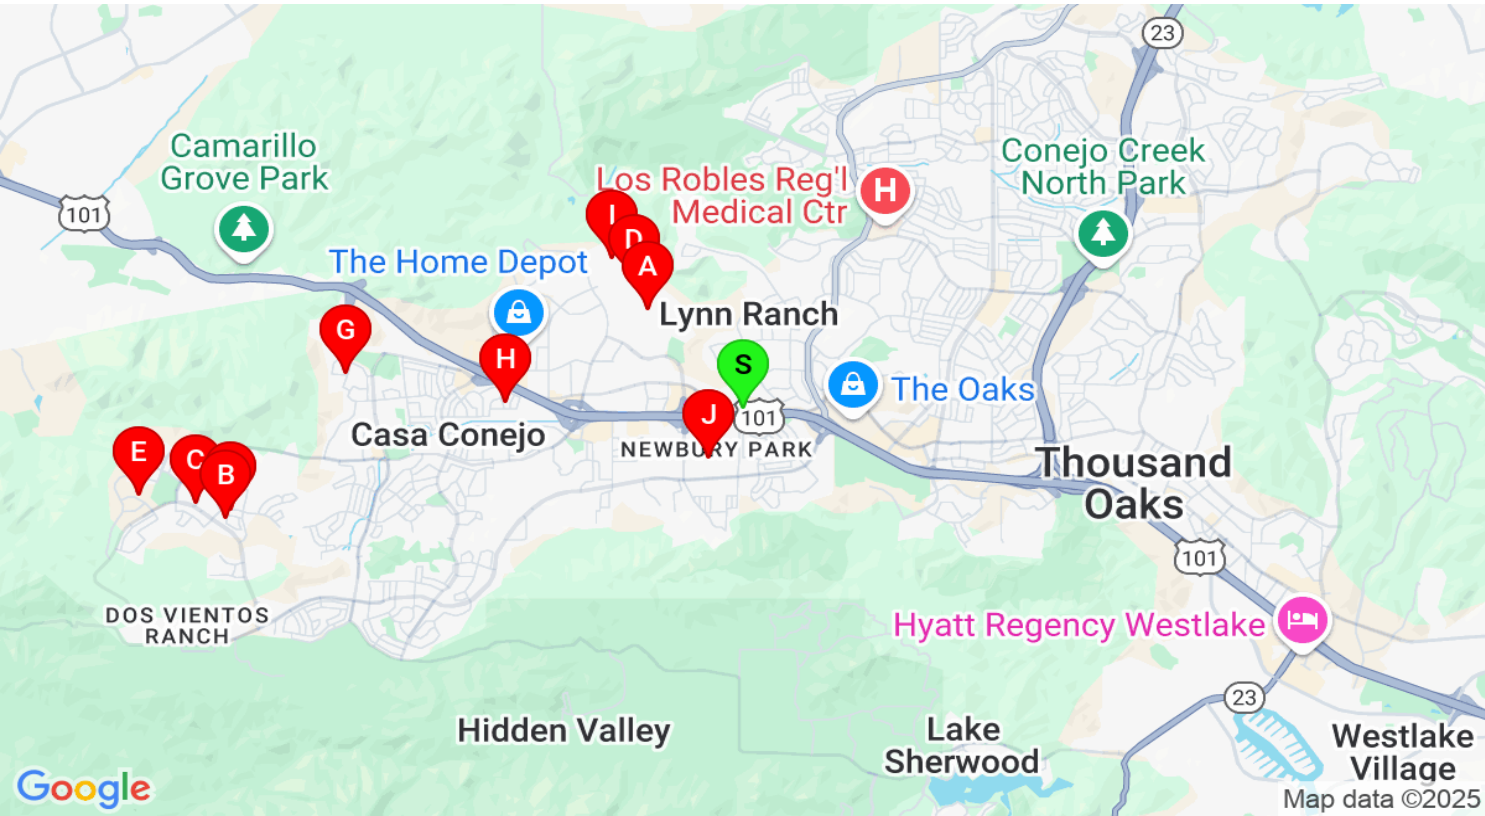 23
Camarillo
Grove Park
Conejo Creek
North Park
Los Robles Reg'l
Medical Ctr
H
101
I
D
A
The Home Depot
Lynn Ranch
G
H
S
The Oaks
J
101
Casa Conejo
NEWBURY PARK
E
C
B
Thousand
Oaks
101
DOS VIENTOS
RANCH
Hyatt Regency Westlake
23
Hidden Valley
Lake
Sherwood
Westlake
Village
Google
Map data ©2025